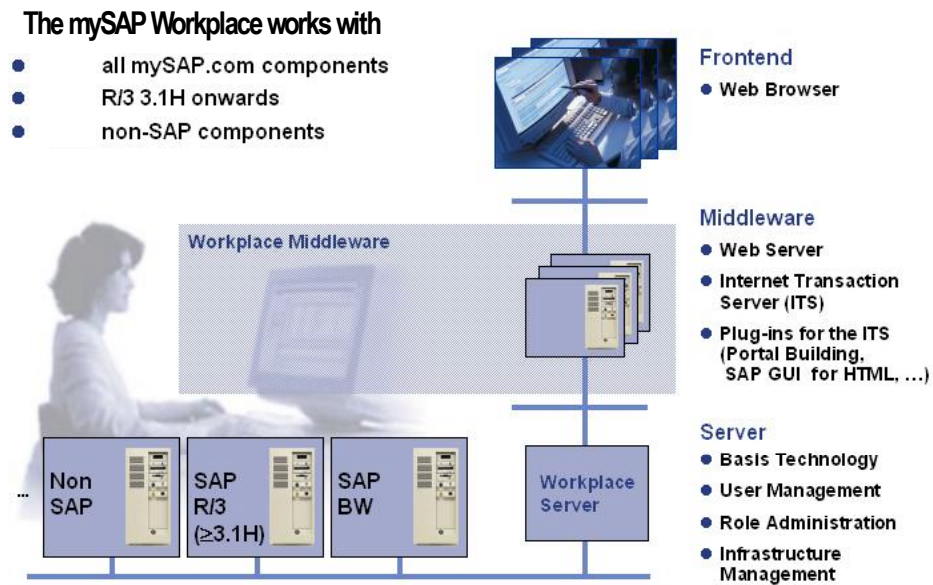 The mySAP Workplace works with
● all mySAP.com components
● R/3 3.1H onwards
● non-SAP components
Frontend
● Web Browser
Workplace Middleware
Middleware
● Web Server
● Internet Transaction
Server (ITS)
● Plug-ins for the ITS
(Portal Building,
SAP GUI for HTML, ...)
...
Non
SAP
SAP
R/3
(≥3.1H)
SAP
BW
Workplace
Server
Server
● Basis Technology
● User Management
● Role Administration
● Infrastructure
Management